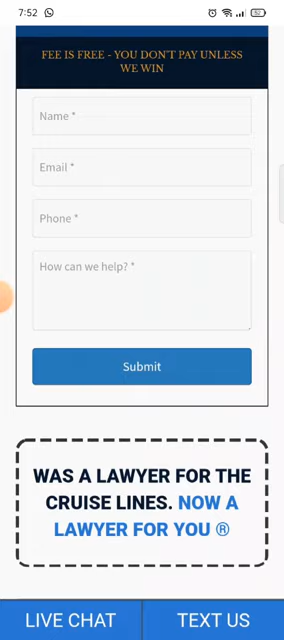 7:52
FEE IS FREE - YOU DON'T PAY UNLESS
WE WIN
Name *
Email *
Phone *
How can we help? *
Submit
WAS A LAWYER FOR THE
CRUISE LINES. NOW A
LAWYER FOR YOU ®
LIVE CHAT
TEXT US